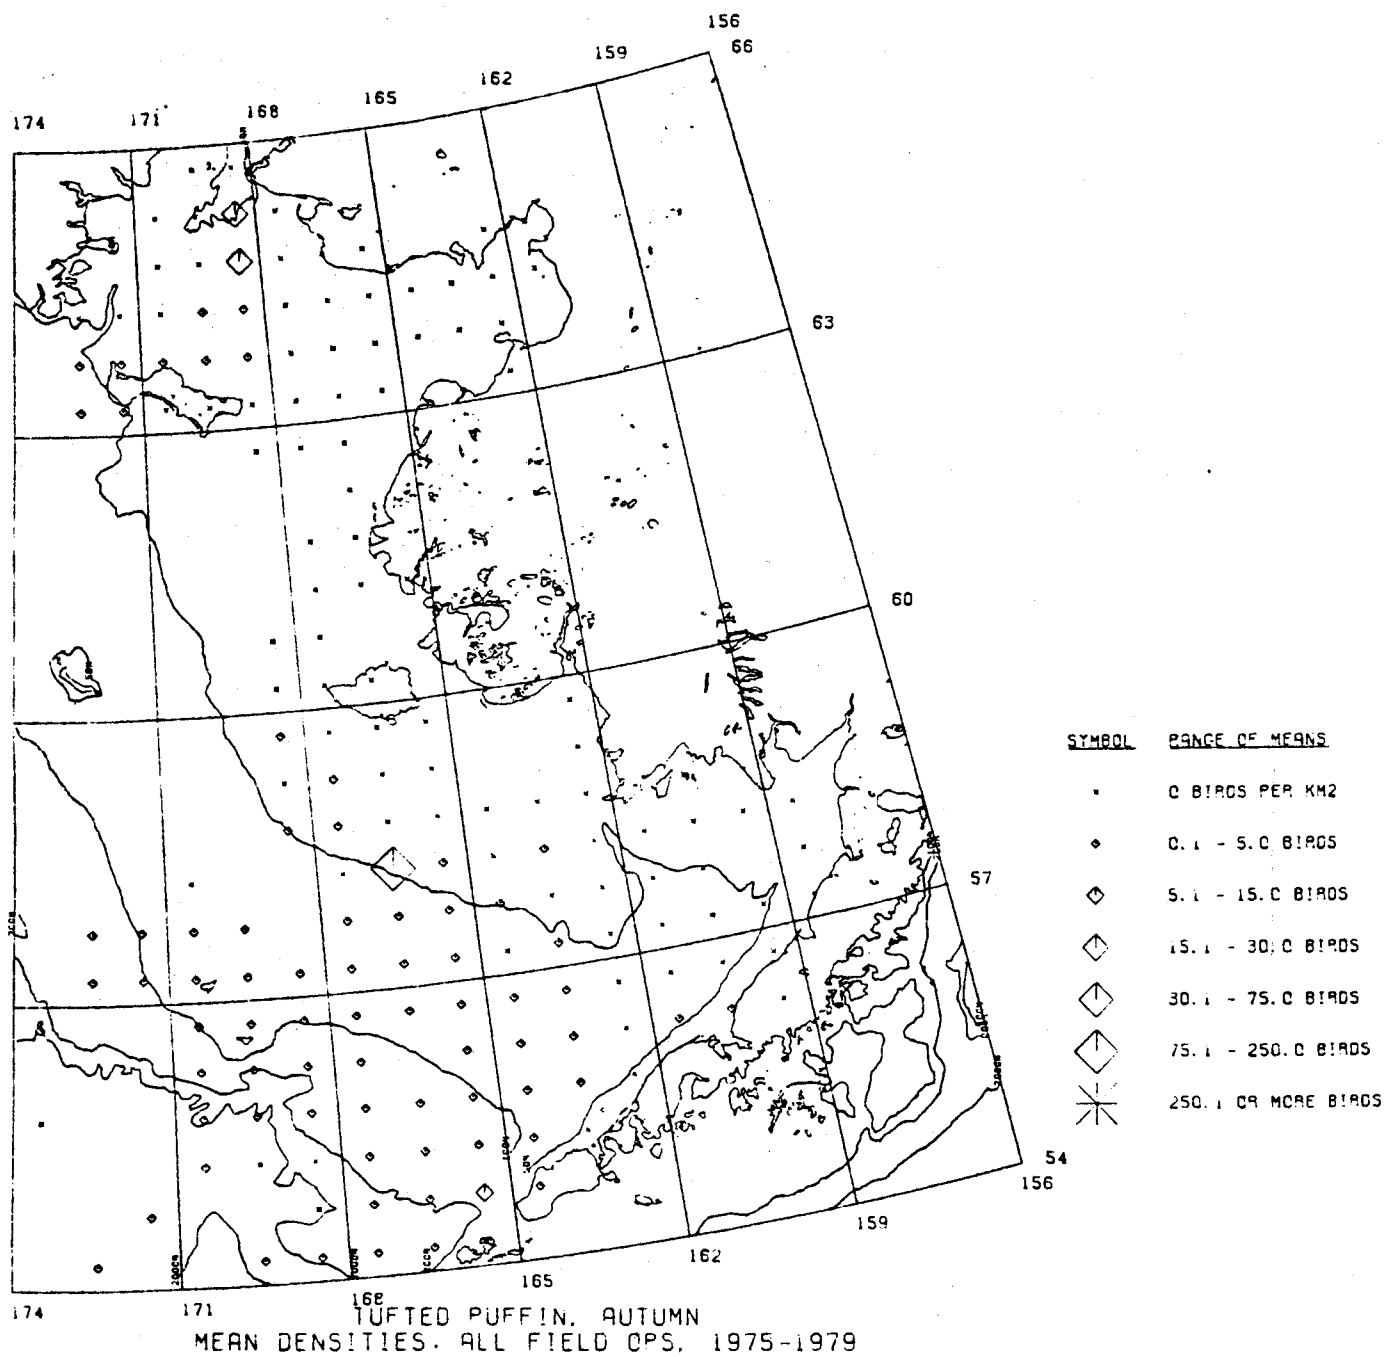 156
66
159
162
165
168
171
174
63
60
57
54
156
159
162
165
168
171
174
SYMBOL RANGE OF MEANS
0 BIRDS PER KM2
0.1 - 5.0 BIRDS
5.1 - 15.0 BIRDS
15.1 - 30.0 BIRDS
30.1 - 75.0 BIRDS
75.1 - 250.0 BIRDS
250.1 OR MORE BIRDS
TUFTED PUFFIN. AUTUMN
MEAN DENSITIES. ALL FIELD OPS. 1975-1979